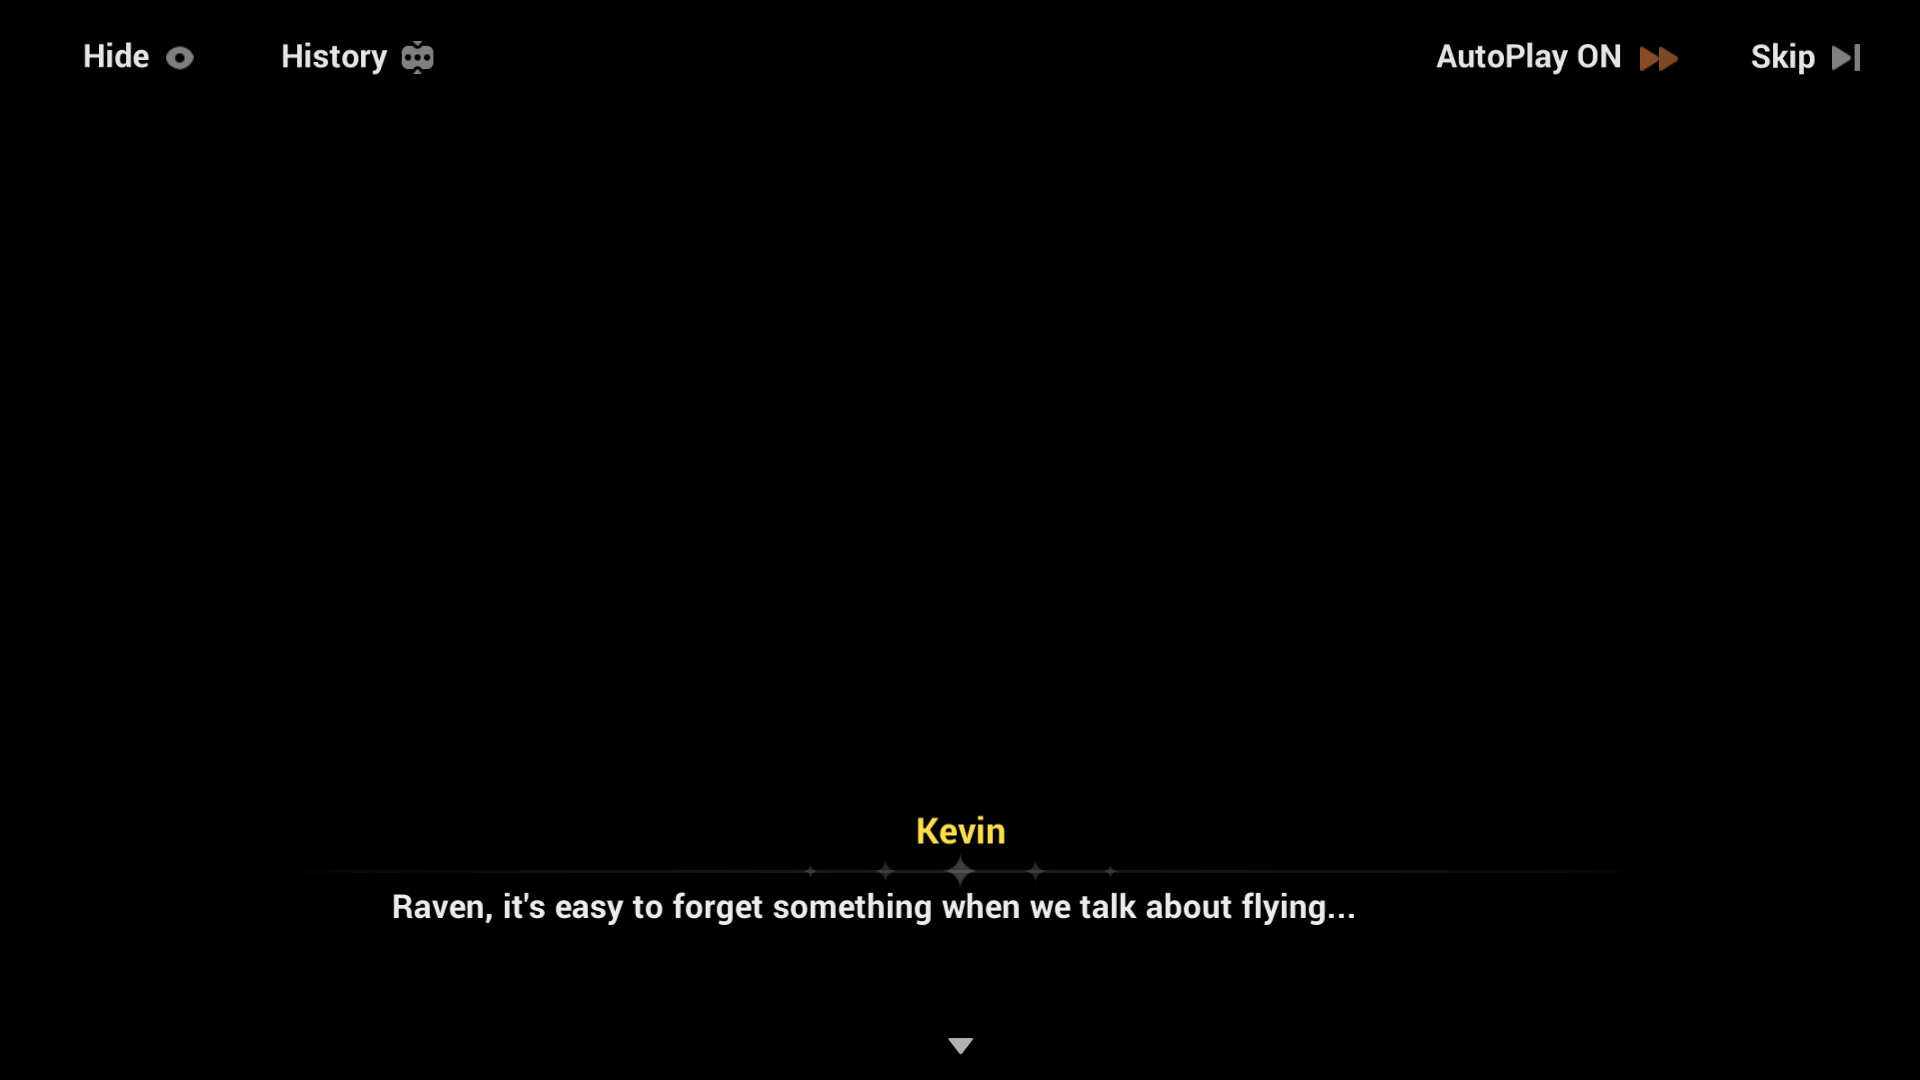 Hide
History
AutoPlay ON
Skip
Kevin
Raven, it's easy to forget something when we talk about flying...